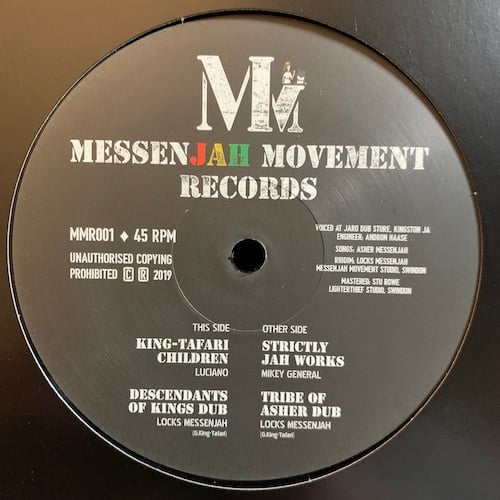 MM
MESSENJAH MOVEMENT
RECORDS
MMR001 ♦ 45 RPM
UNAUTHORISED COPYING
PROHIBITED Ⓒ Ⓡ 2019
VOICED AT JARO DUB STORE, KINGSTON JA
ENGINEER: ANDRON HAASE
SONGS: ASHER MESSENJAH
RIDDIM: LOCKS MESSENJAH
MESSENJAH MOVEMENT STUDIO, SWINDON
MASTERED: STU ROWE
LIGHTERTHIEF STUDIO, SWINDON
THIS SIDE
KING-TAFARI
CHILDREN
LUCIANO
DESCENDANTS
OF KINGS DUB
LOCKS MESSENJAH
(G.King-Tafari)
OTHER SIDE
STRICTLY
JAH WORKS
MIKEY GENERAL
TRIBE OF
ASHER DUB
LOCKS MESSENJAH
(G.King-Tafari)